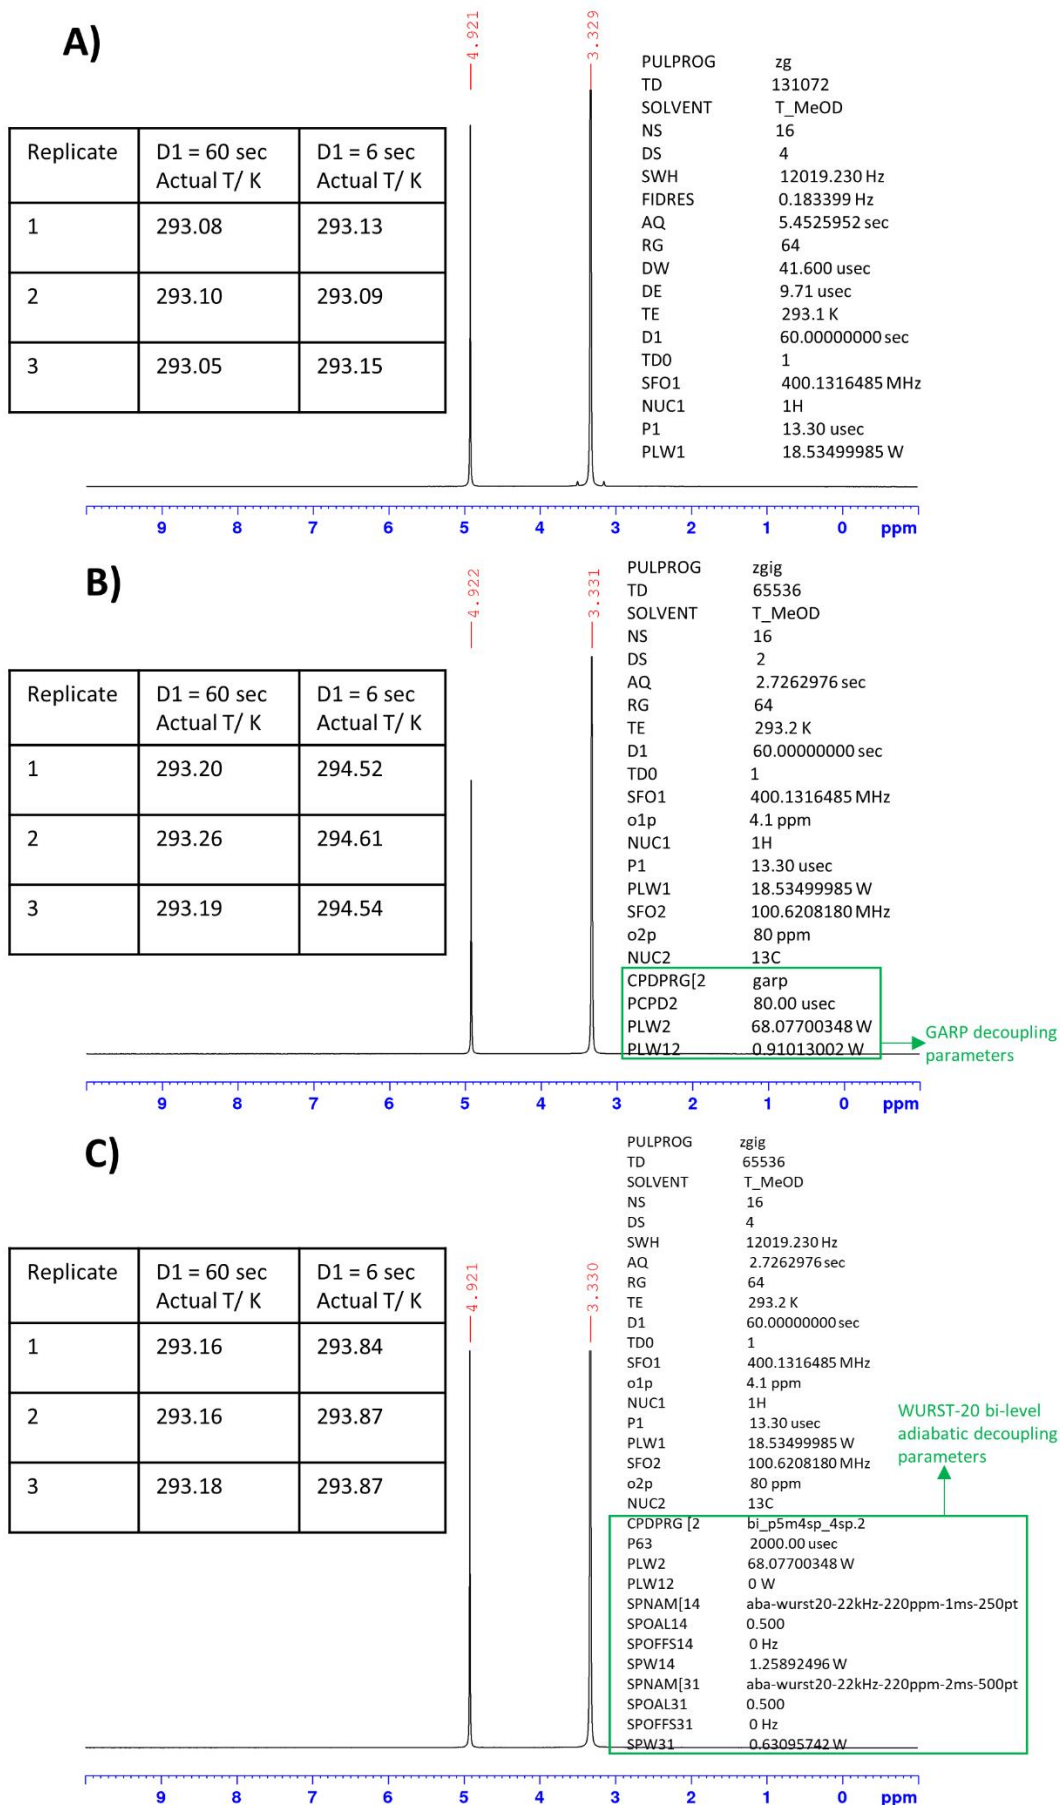 A)
4.921
3.329
Replicate D1 = 60 sec Actual T/ K D1 = 6 sec Actual T/ K
1 293.08 293.13
2 293.10 293.09
3 293.05 293.15
PULPROG zg
TD 131072
SOLVENT T_MeOD
NS 16
DS 4
SWH 12019.230 Hz
FIDRES 0.183399 Hz
AQ 5.4525952 sec
RG 64
DW 41.600 usec
DE 9.71 usec
TE 293.1 K
D1 60.00000000 sec
TD0 1
SFO1 400.1316485 MHz
NUC1 1H
P1 13.30 usec
PLW1 18.53499985 W
9 8 7 6 5 4 3 2 1 0 ppm
B)
4.922
3.331
Replicate D1 = 60 sec Actual T/ K D1 = 6 sec Actual T/ K
1 293.20 294.52
2 293.26 294.61
3 293.19 294.54
PULPROG zgig
TD 65536
SOLVENT T_MeOD
NS 16
DS 2
AQ 2.7262976 sec
RG 64
TE 293.2 K
D1 60.00000000 sec
TD0 1
SFO1 400.1316485 MHz
o1p 4.1 ppm
NUC1 1H
P1 13.30 usec
PLW1 18.53499985 W
SFO2 100.6208180 MHz
o2p 80 ppm
NUC2 13C
CPDPRG[2 garp
PCPD2 80.00 usec
PLW2 68.07700348 W
PLW12 0.91013002 W
GARP decoupling
parameters
9 8 7 6 5 4 3 2 1 0 ppm
C)
4.921
3.330
Replicate D1 = 60 sec Actual T/ K D1 = 6 sec Actual T/ K
1 293.16 293.84
2 293.16 293.87
3 293.18 293.87
PULPROG zgig
TD 65536
SOLVENT T_MeOD
NS 16
DS 4
SWH 12019.230 Hz
AQ 2.7262976 sec
RG 64
TE 293.2 K
D1 60.00000000 sec
TD0 1
SFO1 400.1316485 MHz
o1p 4.1 ppm
NUC1 1H
P1 13.30 usec
PLW1 18.53499985 W
SFO2 100.6208180 MHz
o2p 80 ppm
NUC2 13C
CPDPRG [2 bi_p5m4sp_4sp.2
P63 2000.00 usec
PLW2 68.07700348 W
PLW12 0 W
SPNAM[14 aba-wurst20-22kHz-220ppm-1ms-250pt
SPOAL14 0.500
SPOFFS14 0 Hz
SPW14 1.25892496 W
SPNAM[31 aba-wurst20-22kHz-220ppm-2ms-500pt
SPOAL31 0.500
SPOFFS31 0 Hz
SPW31 0.63095742 W
WURST-20 bi-level
adiabatic decoupling
parameters
9 8 7 6 5 4 3 2 1 0 ppm